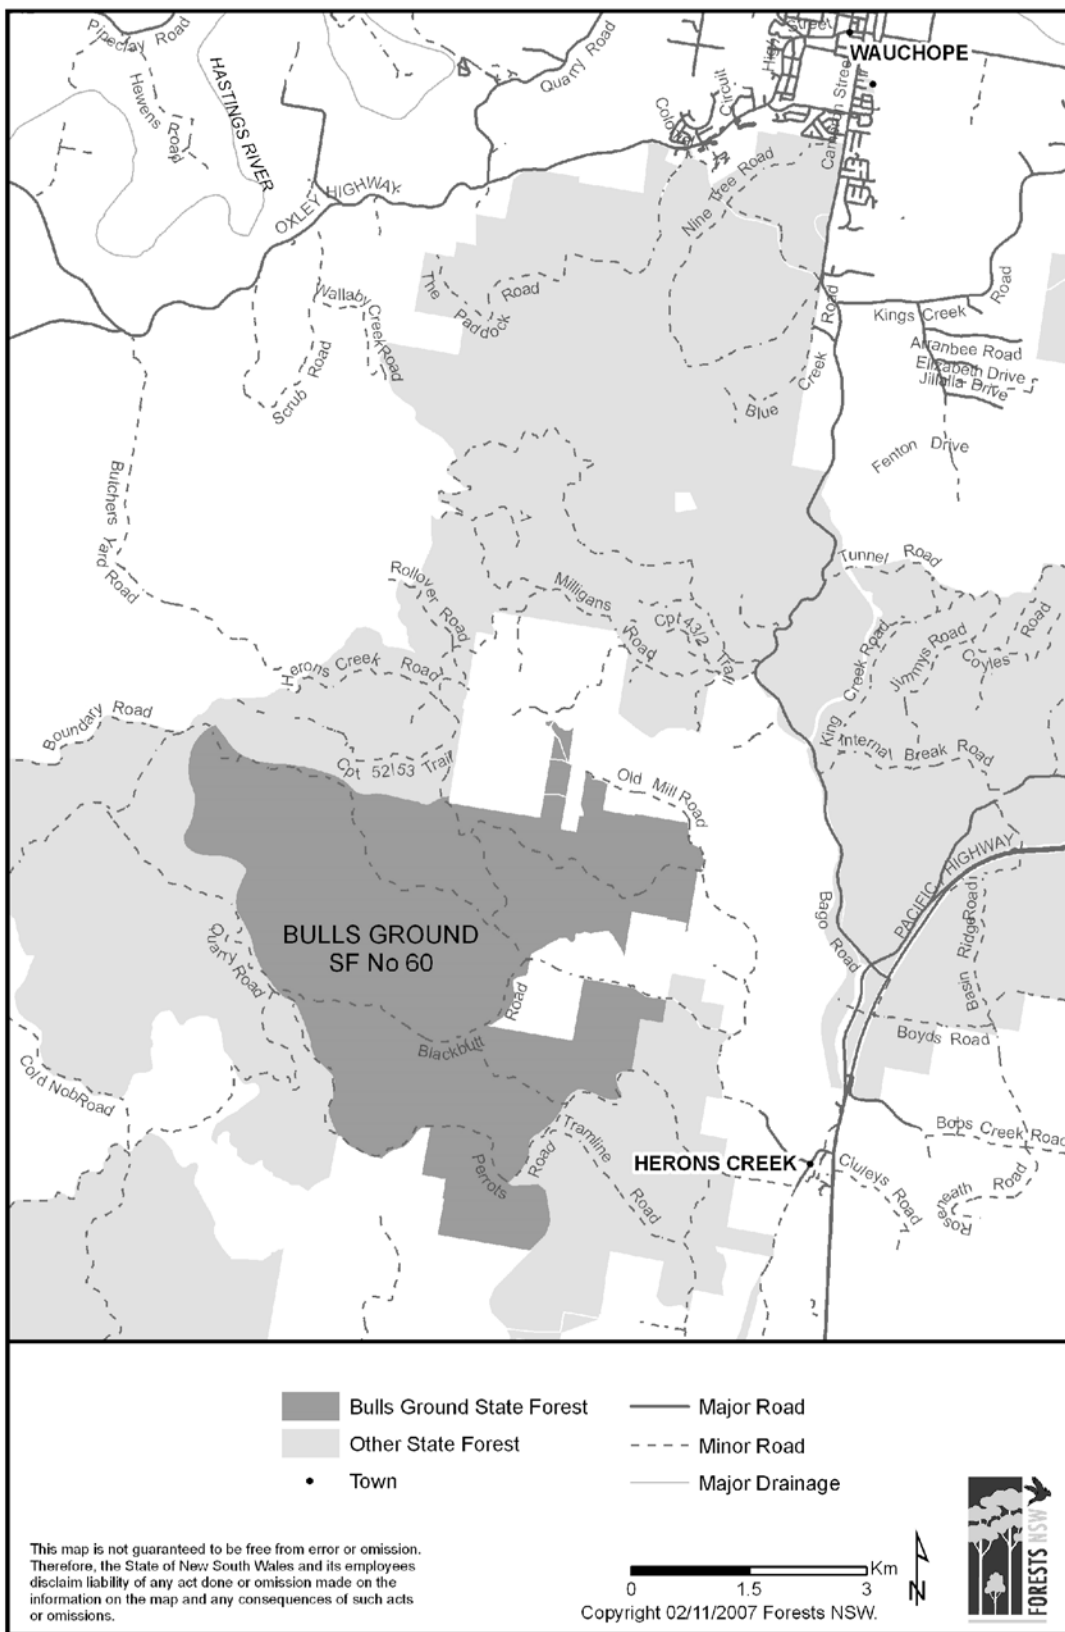 Pipeclay Road
Hewens Road
HASTINGS RIVER
OXLEY HIGHWAY
Quarry Road
High Street
WAUCHOPE
Circuit
Cameron Street
Nine Tree Road
The Paddock Road
Wallaby Creek Road
Scrub Road
Kings Creek Road
Arranbee Road
Elizabeth Drive
Jillalla Drive
Fenton Drive
Blue Creek Road
Butchers Yard Road
Rollover Road
Milligans Road
Cpt 43/2 Trail
Tunnel Road
King Creek Road
Jimmys Road
Coyles Road
Internal Break Road
Herons Creek Road
Boundary Road
Cpt 52153 Trail
Old Mill Road
PACIFIC HIGHWAY
Bago Road
Basin Ridge Road
BULLS GROUND
SF No 60
Quarry Road
Blackbutt Road
Boyds Road
Cold Nob Road
Bobs Creek Road
HERONS CREEK
Cluleys Road
Roseneath Road
Tramline Road
Perrots Road
Bulls Ground State Forest
Other State Forest
Town
Major Road
Minor Road
Major Drainage
This map is not guaranteed to be free from error or omission.
Therefore, the State of New South Wales and its employees
disclaim liability of any act done or omission made on the
information on the map and any consequences of such acts
or omissions.
0 1.5 3 Km
N
Copyright 02/11/2007 Forests NSW.
FORESTS NSW